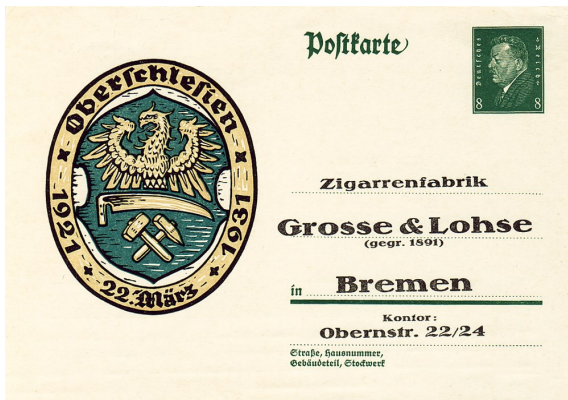 Postkarte
Deutsches Reich
8 8
Oberschlesien
1921 1931
22. März
Zigarrenfabrik
Grosse & Lohse
(gegr. 1891)
in Bremen
Kontor:
Obernstr. 22/24
Straße, Hausnummer,
Gebäudeteil, Stockwerk